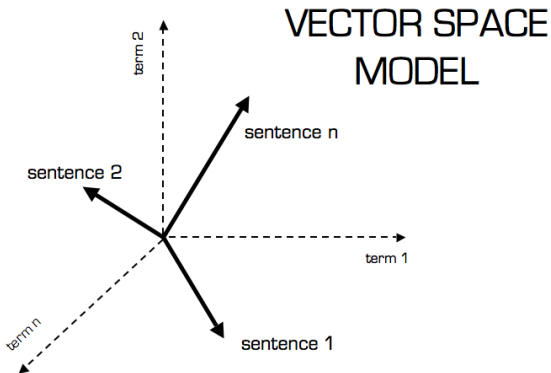 VECTOR SPACE
MODEL
term 2
sentence n
sentence 2
term 1
term n
sentence 1